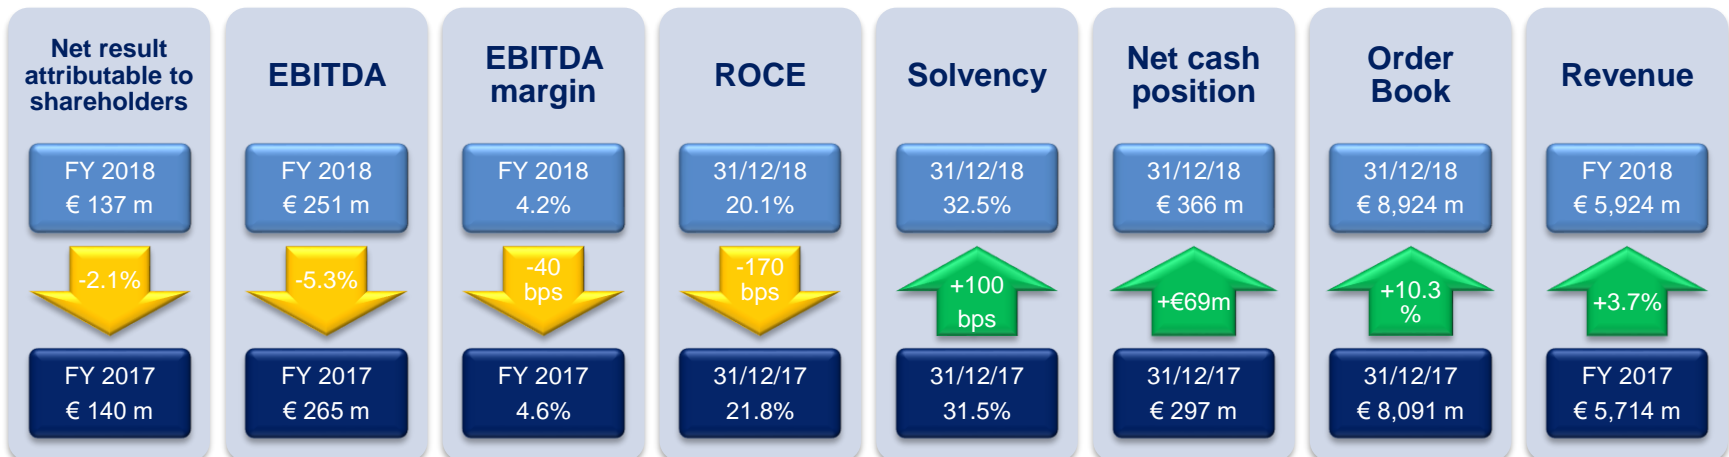 Net result
attributable to
shareholders
FY 2018
€ 137 m
-2.1%
FY 2017
€ 140 m
EBITDA
FY 2018
€ 251 m
-5.3%
FY 2017
€ 265 m
EBITDA
margin
FY 2018
4.2%
-40
bps
FY 2017
4.6%
ROCE
31/12/18
20.1%
-170
bps
31/12/17
21.8%
Solvency
31/12/18
32.5%
+100
bps
31/12/17
31.5%
Net cash
position
31/12/18
€ 366 m
+€69m
31/12/17
€ 297 m
Order
Book
31/12/18
€ 8,924 m
+10.3
%
31/12/17
€ 8,091 m
Revenue
FY 2018
€ 5,924 m
+3.7%
FY 2017
€ 5,714 m